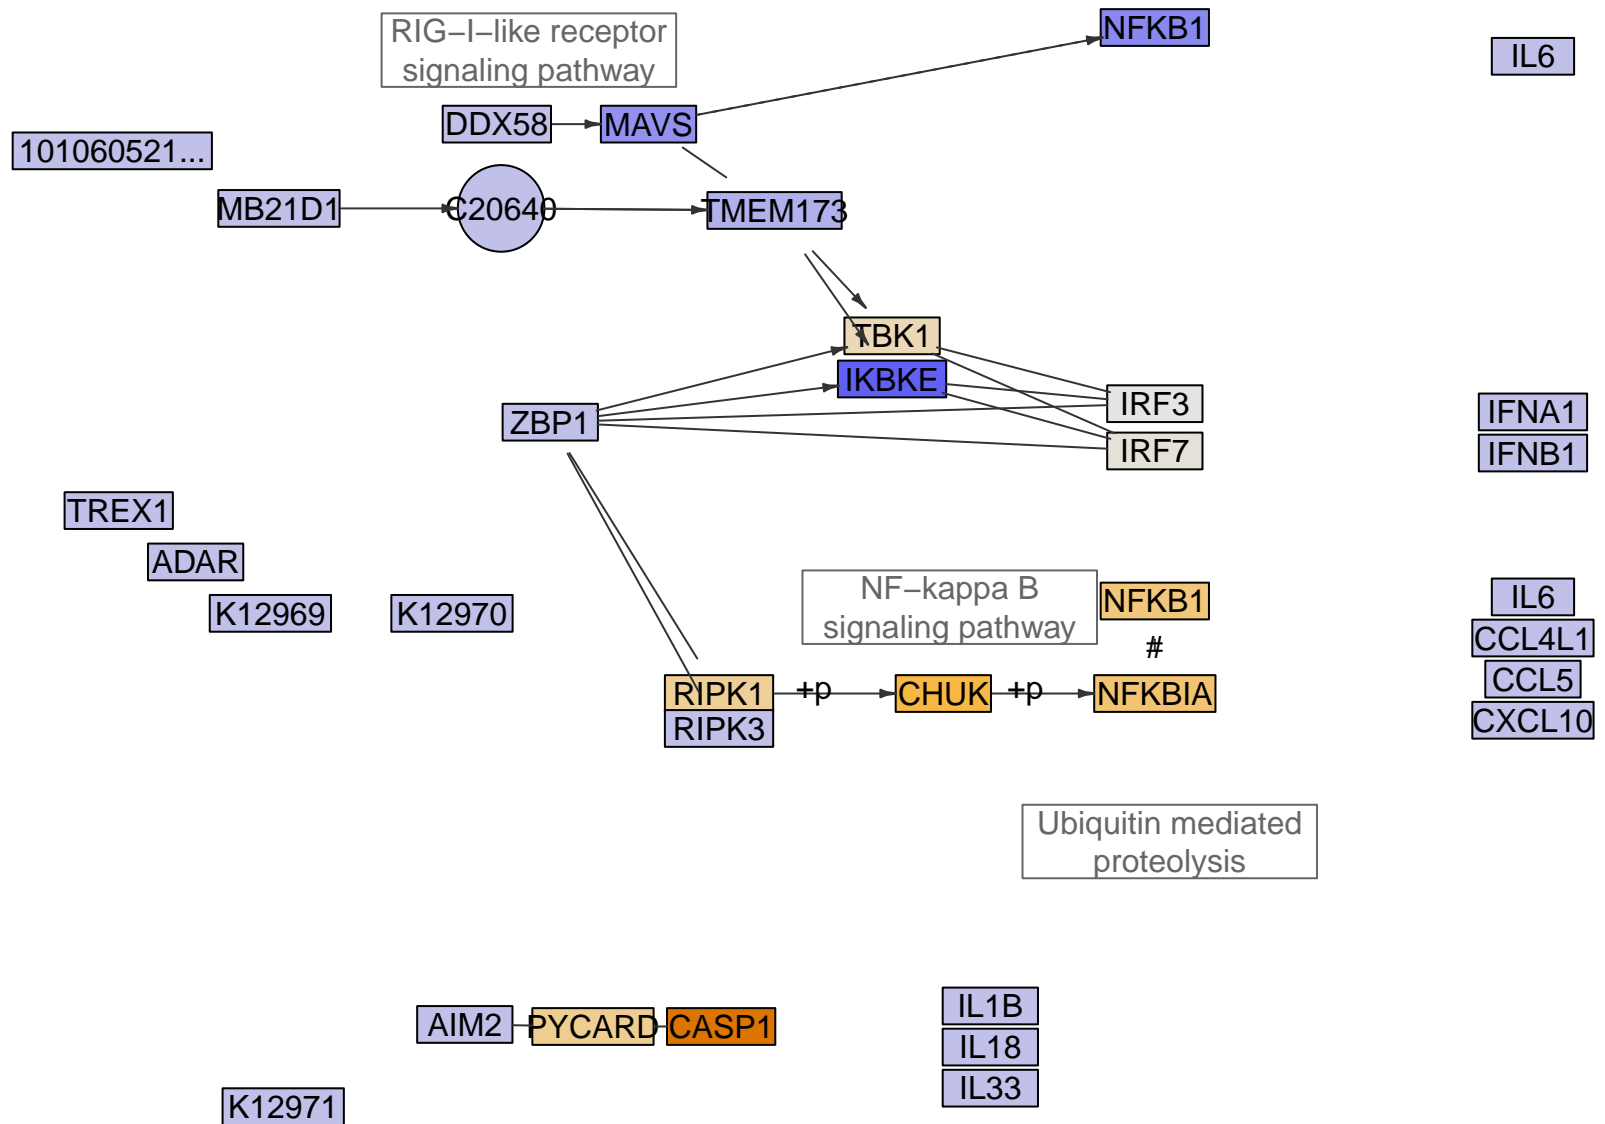 RIG−I−like receptor
signaling pathway
NFKB1
IL6
DDX58
MAVS
101060521...
MB21D1
C20640
TMEM173
TBK1
IKBKE
IRF3
IFNA1
ZBP1
IRF7
IFNB1
TREX1
ADAR
NF−kappa B
signaling pathway
NFKB1
IL6
K12969
K12970
#
CCL4L1
RIPK1
+p
CHUK
+p
NFKBIA
CCL5
RIPK3
CXCL10
Ubiquitin mediated
proteolysis
AIM2
PYCARD
CASP1
IL1B
IL18
IL33
K12971